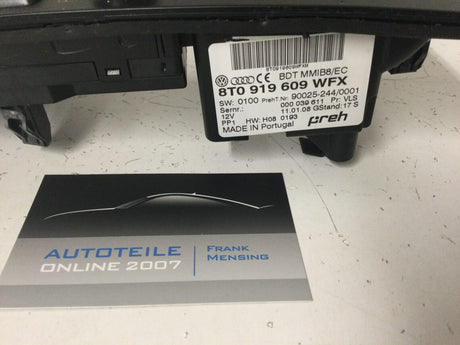 8T0919609WFXM
BDT MMIB8/EC
8T0 919 609 WFX
SW: 0100 PrehT.Nr: 90025-244/0001
Sernr.: 000 039 611 Pr: VLS
12V 11.01.08 GStand: 17 S
PP1 HW: H08 0193
MADE IN Portugal preh
AUTOTEILE
ONLINE 2007
FRANK
MENSING